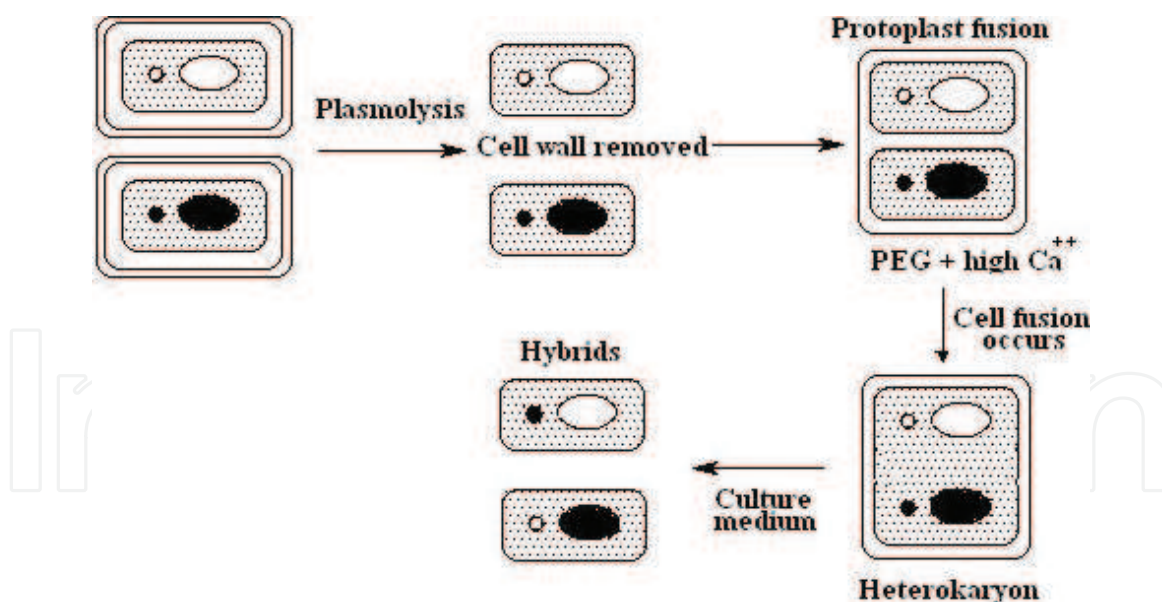 Protoplast fusion
Plasmolysis
Cell wall removed
PEG + high Ca++
Cell fusion
occurs
Hybrids
Culture
medium
Heterokaryon